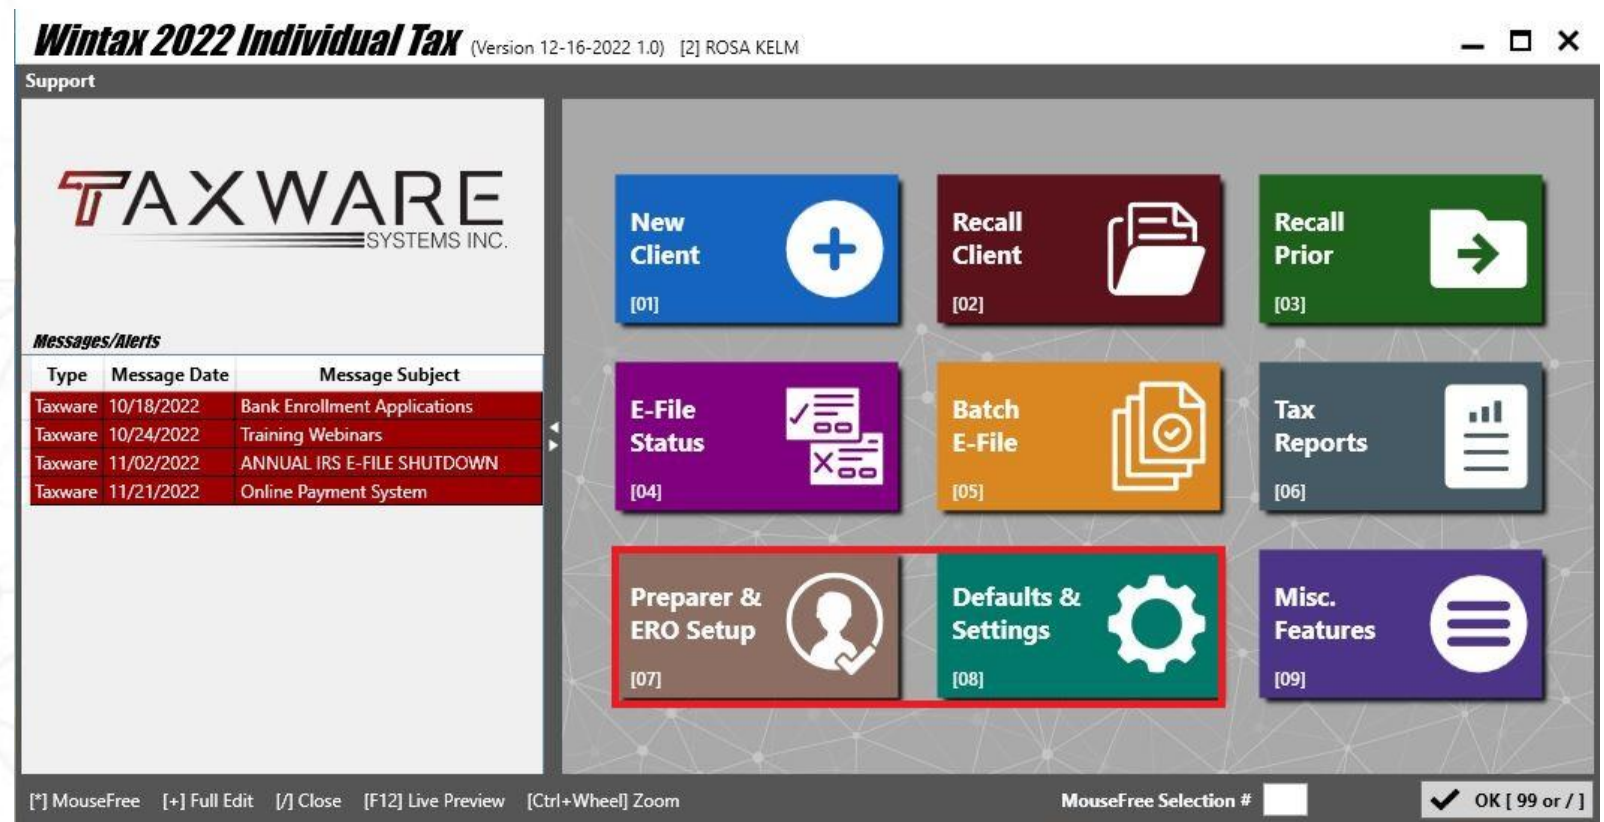 Wintax 2022 Individual Tax (Version 12-16-2022 1.0) [2] ROSA KELM
Support
TAXWARE
SYSTEMS INC.
Messages/Alerts
Type Message Date Message Subject
Taxware 10/18/2022 Bank Enrollment Applications
Taxware 10/24/2022 Training Webinars
Taxware 11/02/2022 ANNUAL IRS E-FILE SHUTDOWN
Taxware 11/21/2022 Online Payment System
New
Client
[01]
Recall
Client
[02]
Recall
Prior
[03]
E-File
Status
[04]
Batch
E-File
[05]
Tax
Reports
[06]
Preparer &
ERO Setup
[07]
Defaults &
Settings
[08]
Misc.
Features
[09]
[*] MouseFree [+] Full Edit [/] Close [F12] Live Preview [Ctrl+Wheel] Zoom MouseFree Selection # OK [ 99 or / ]